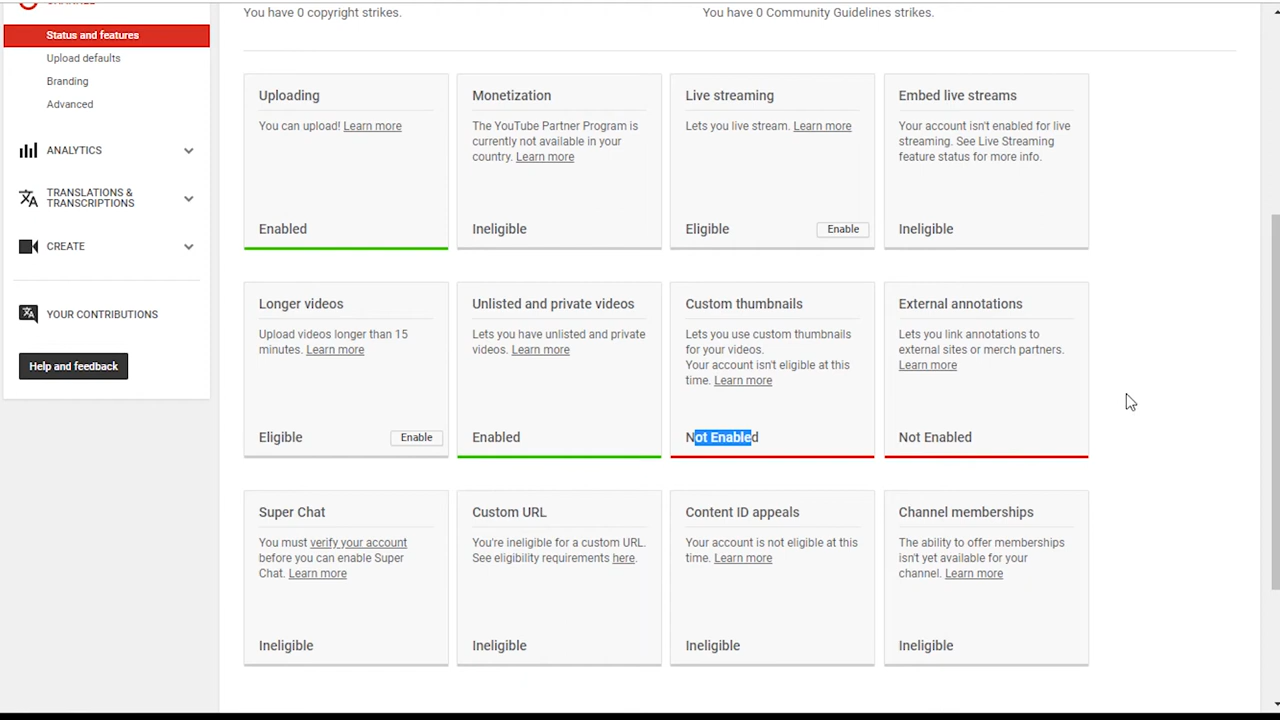 CHANNEL
Status and features
Upload defaults
Branding
Advanced
ANALYTICS
TRANSLATIONS &
TRANSCRIPTIONS
CREATE
YOUR CONTRIBUTIONS
Help and feedback
You have 0 copyright strikes.
You have 0 Community Guidelines strikes.
Uploading
You can upload! Learn more
Enabled
Monetization
The YouTube Partner Program is
currently not available in your
country. Learn more
Ineligible
Live streaming
Lets you live stream. Learn more
Eligible
Enable
Embed live streams
Your account isn't enabled for live
streaming. See Live Streaming
feature status for more info.
Ineligible
Longer videos
Upload videos longer than 15
minutes. Learn more
Eligible
Enable
Unlisted and private videos
Lets you have unlisted and private
videos. Learn more
Enabled
Custom thumbnails
Lets you use custom thumbnails
for your videos.
Your account isn't eligible at this
time. Learn more
Not Enabled
External annotations
Lets you link annotations to
external sites or merch partners.
Learn more
Not Enabled
Super Chat
You must verify your account
before you can enable Super
Chat. Learn more
Ineligible
Custom URL
You're ineligible for a custom URL.
See eligibility requirements here.
Ineligible
Content ID appeals
Your account is not eligible at this
time. Learn more
Ineligible
Channel memberships
The ability to offer memberships
isn't yet available for your
channel. Learn more
Ineligible